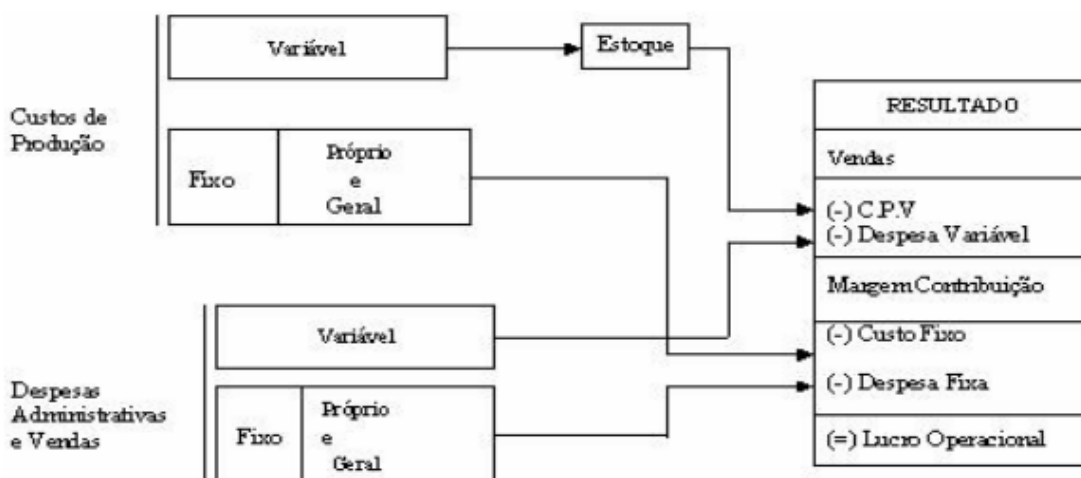 Variável
Estoque
Custos de
Produção
Fixo
Próprio
e
Geral
RESULTADO
Vendas
(-) C.P.V
(-) Despesa Variável
Margem Contribuição
(-) Custo Fixo
(-) Despesa Fixa
(=) Lucro Operacional
Despesas
Administrativas
e Vendas
Variável
Fixo
Próprio
e
Geral